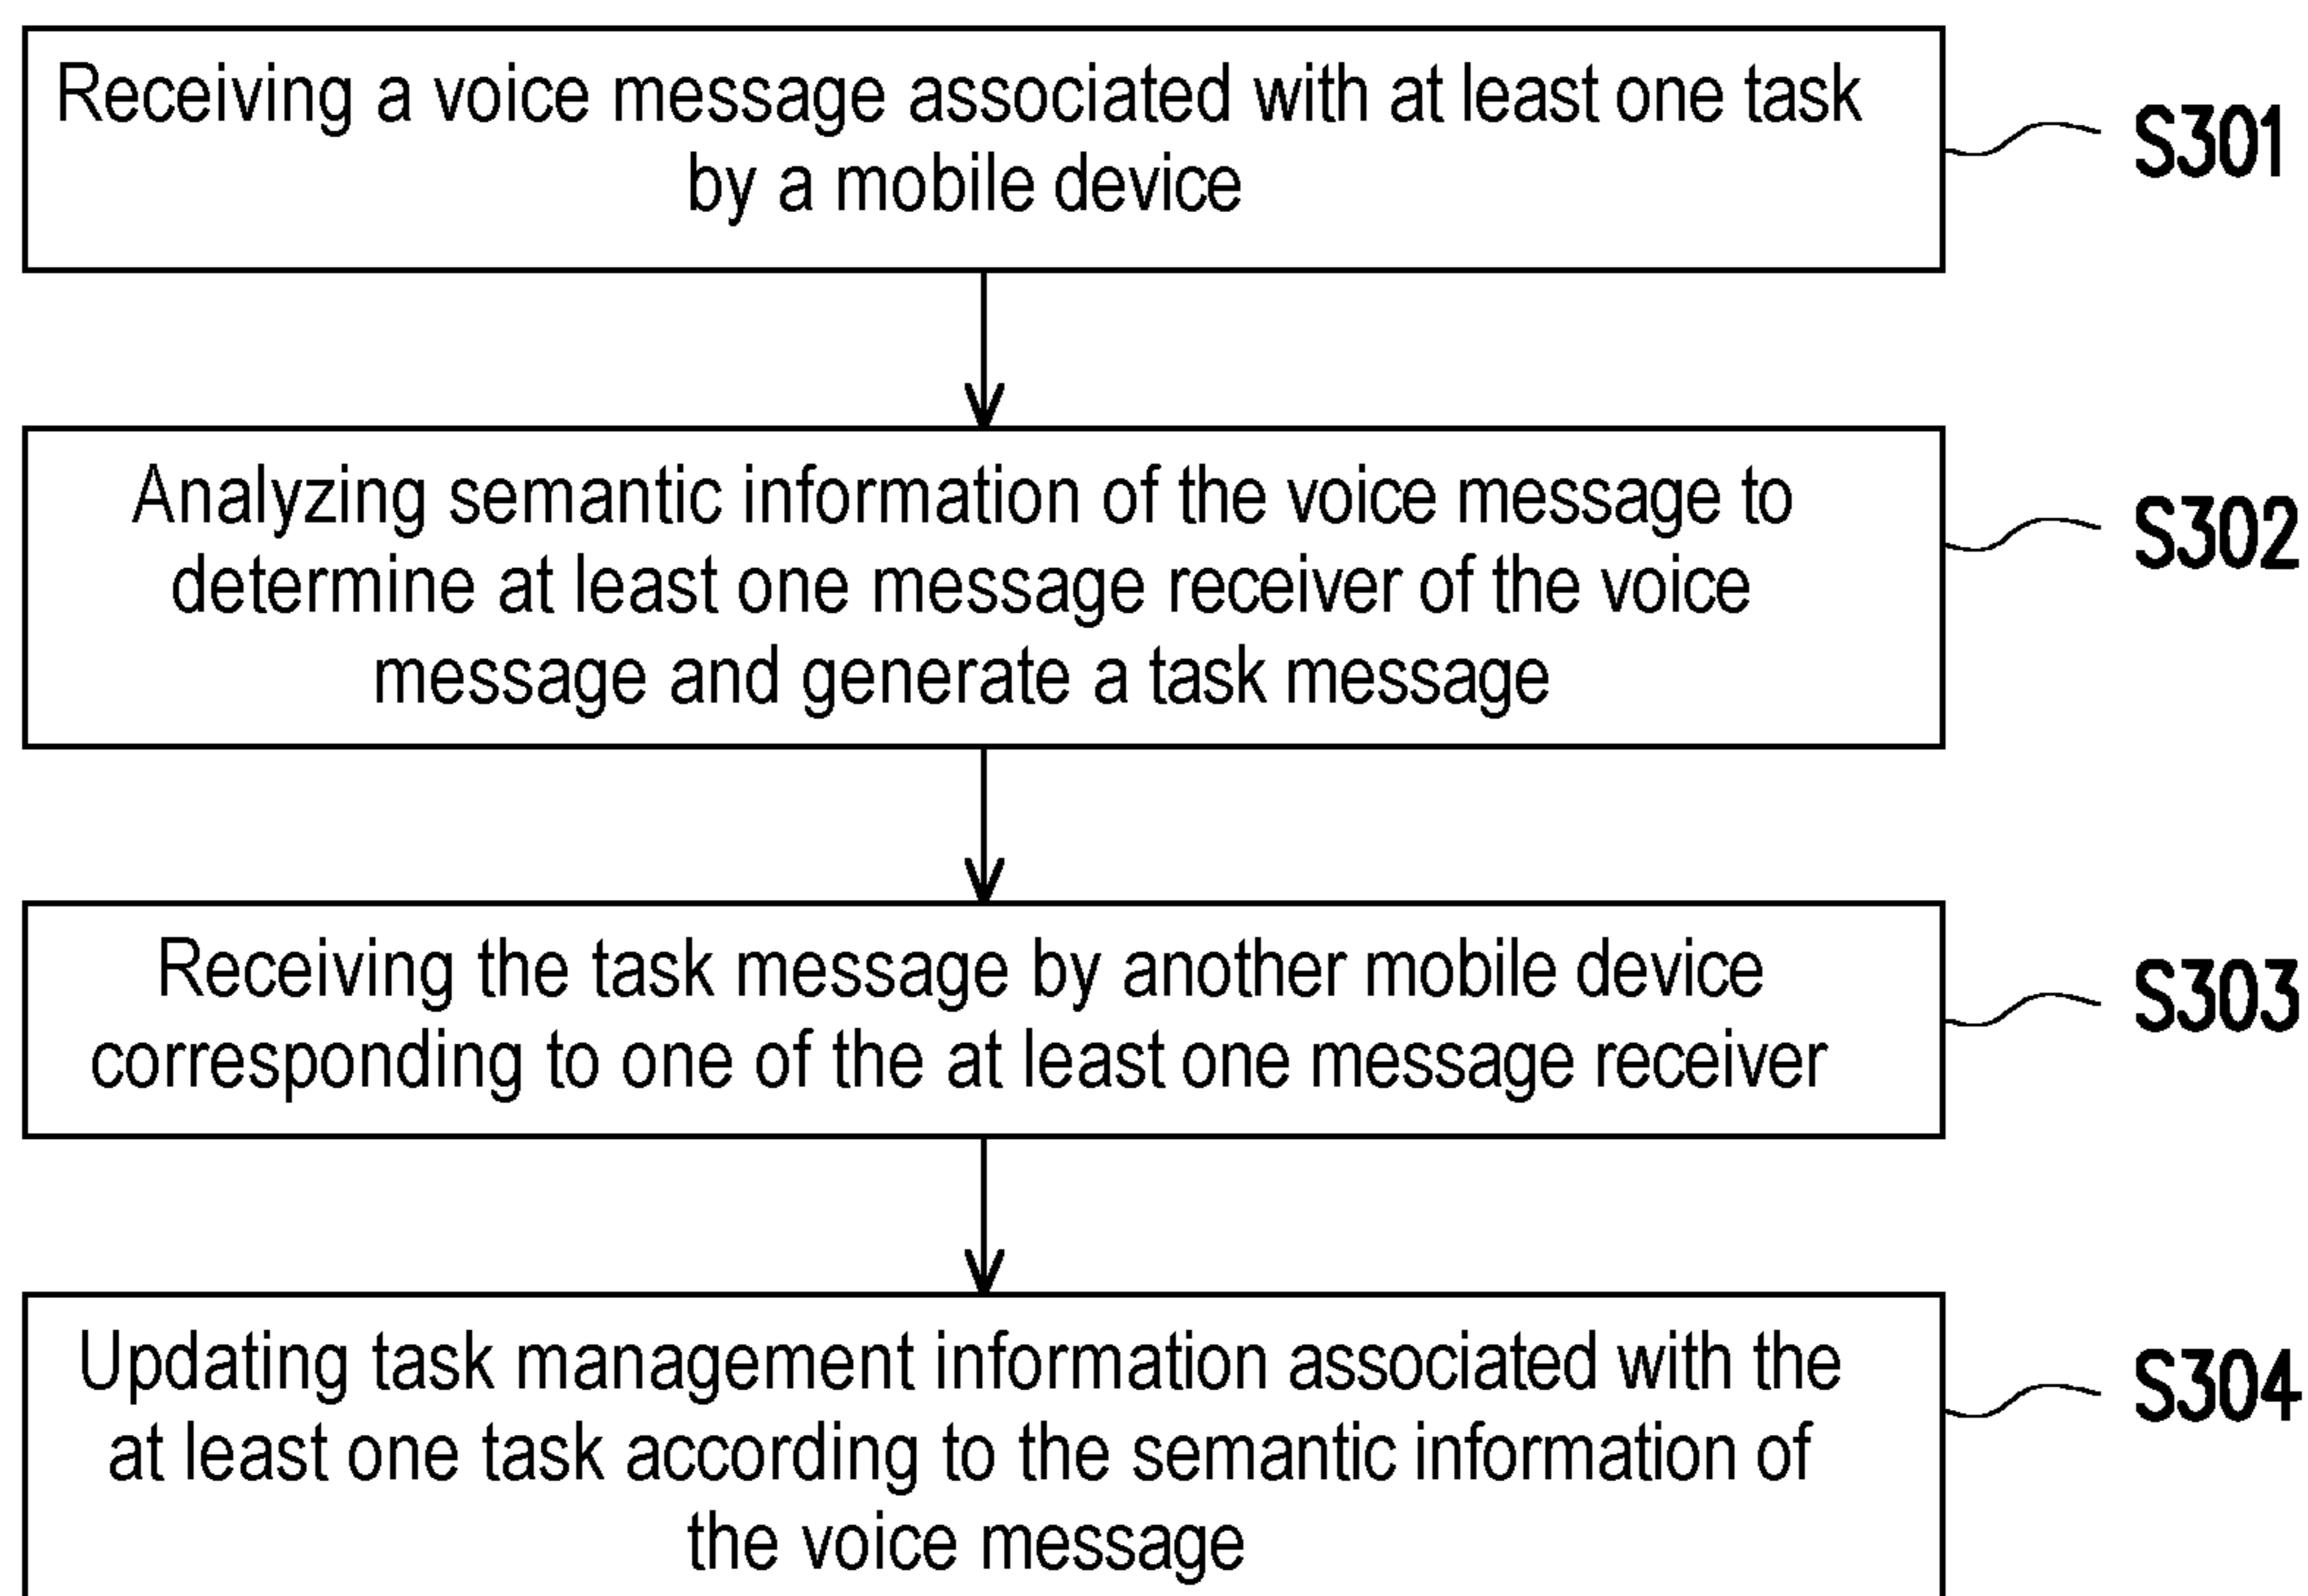 Receiving a voice message associated with at least one task
by a mobile device
S301
Analyzing semantic information of the voice message to
determine at least one message receiver of the voice
message and generate a task message
S302
Receiving the task message by another mobile device
corresponding to one of the at least one message receiver
S303
Updating task management information associated with the
at least one task according to the semantic information of
the voice message
S304